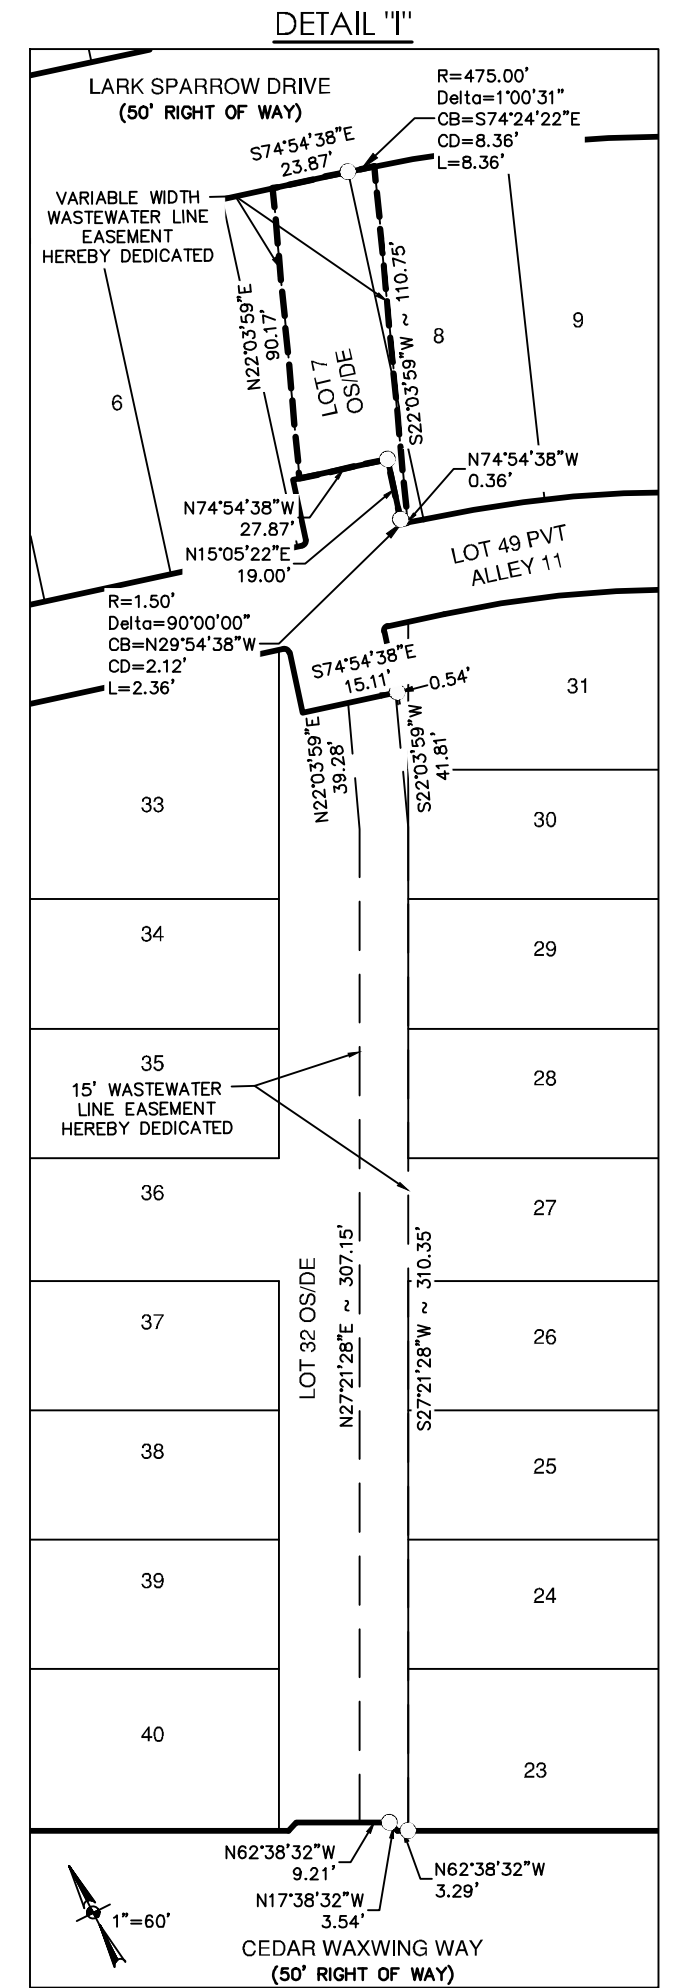 DETAIL "I"
LARK SPARROW DRIVE
(50' RIGHT OF WAY)
R=475.00'
Delta=1°00'31"
CB=S74°24'22"E
CD=8.36'
L=8.36'
S74°54'38"E
23.87'
VARIABLE WIDTH
WASTEWATER LINE
EASEMENT
HEREBY DEDICATED
N22°03'59"E
90.17'
LOT 7
OS/DE
S22°03'59"W ~ 110.75'
8
9
6
N74°54'38"W
0.36'
N74°54'38"W
27.87'
N15°05'22"E
19.00'
LOT 49 PVT
ALLEY 11
R=1.50'
Delta=90°00'00"
CB=N29°54'38"W
CD=2.12'
L=2.36'
S74°54'38"E
15.11'
0.54'
31
N22°03'59"E
39.28'
S22°03'59"W
41.81'
33
30
34
29
35
28
15' WASTEWATER
LINE EASEMENT
HEREBY DEDICATED
36
27
LOT 32 OS/DE
N27°21'28"E ~ 307.15'
S27°21'28"W ~ 310.35'
37
26
38
25
39
24
40
23
N62°38'32"W
9.21'
N17°38'32"W
3.54'
N62°38'32"W
3.29'
1"=60'
CEDAR WAXWING WAY
(50' RIGHT OF WAY)